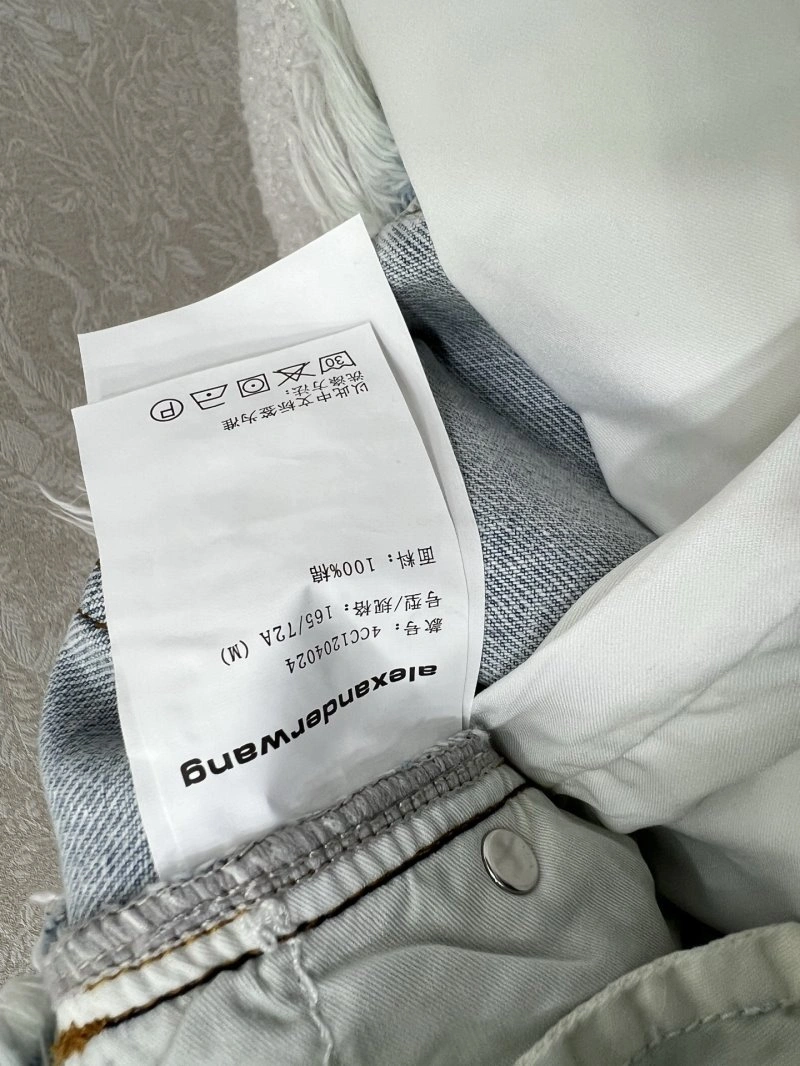 alexanderwang
款号：4CC1204024
号型/规格：165/72A (M)
面料：100%棉
以此中文标签为准
洗涤方法：
30
P